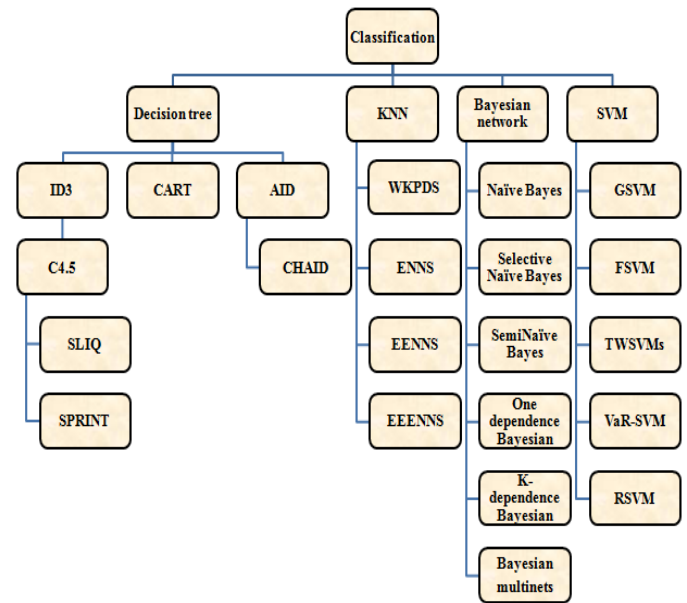 Classification
Decision tree
KNN
Bayesian
network
SVM
ID3
CART
AID
WKPDS
Naïve Bayes
GSVM
C4.5
CHAID
ENNS
Selective
Naïve Bayes
FSVM
SLIQ
EENNS
SemiNaïve
Bayes
TWSVMs
SPRINT
EEENNS
One
dependence
Bayesian
VaR-SVM
K-
dependence
Bayesian
RSVM
Bayesian
multinets